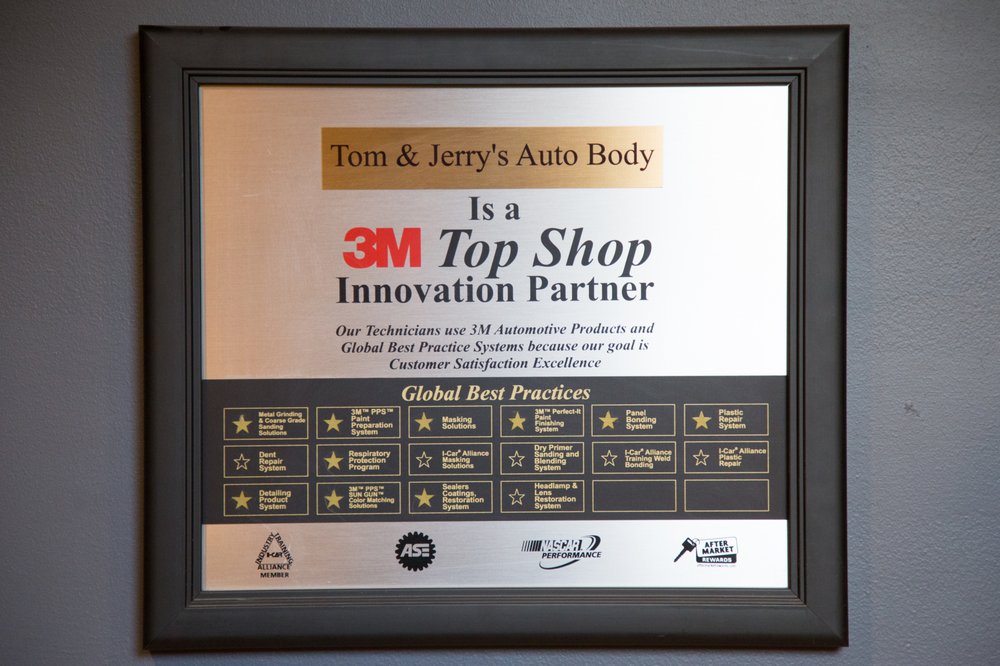 Tom & Jerry's Auto Body
Is a
3M Top Shop
Innovation Partner
Our Technicians use 3M Automotive Products and
Global Best Practice Systems because our goal is
Customer Satisfaction Excellence
Global Best Practices
Metal Grinding
& Coarse Grade
Sanding
Solutions
3M™ PPS™
Paint
Preparation
System
Masking
Solutions
3M™ Perfect-It
Paint
Finishing
System
Panel
Bonding
System
Plastic
Repair
System
Dent
Repair
System
Respiratory
Protection
Program
I-Car® Alliance
Masking
Solutions
Dry Primer
Sanding and
Blending
System
I-Car® Alliance
Training Weld
Bonding
I-Car® Alliance
Plastic
Repair
Detailing
Product
System
3M™ PPS™
SUN GUN™
Color Matching
Solutions
Sealers
Coatings,
Restoration
System
Headlamp &
Lens
Restoration
System
INDUSTRY TRAINING
I-CAR
ALLIANCE
MEMBER
ASE
NASCAR
PERFORMANCE
AFTER
MARKET
REWARDS